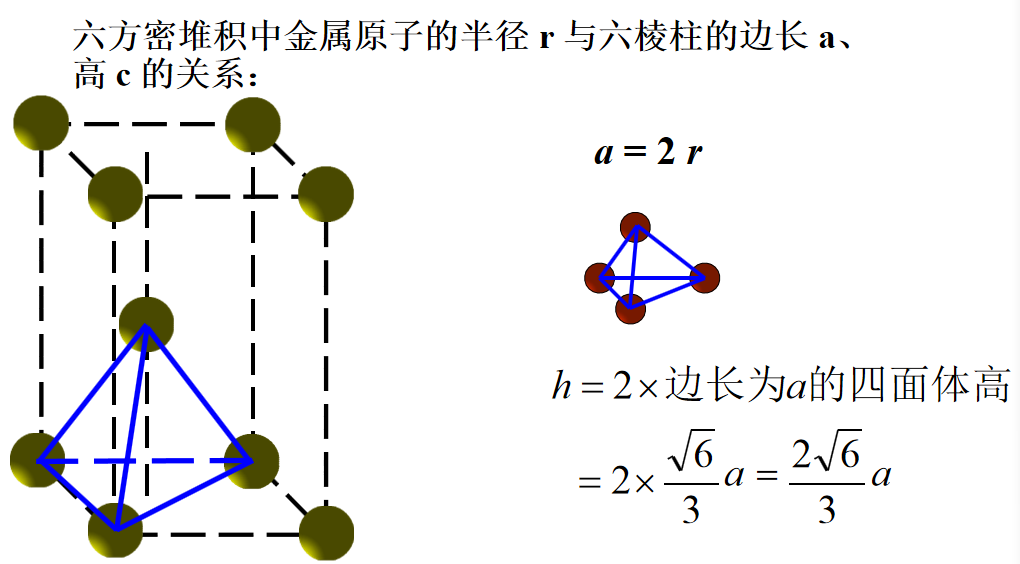 六方密堆积中金属原子的半径 r 与六棱柱的边长 a、
高 c 的关系：
a = 2 r
h = 2 × 边长为a的四面体高
= 2 × √6/3 a = 2√6/3 a